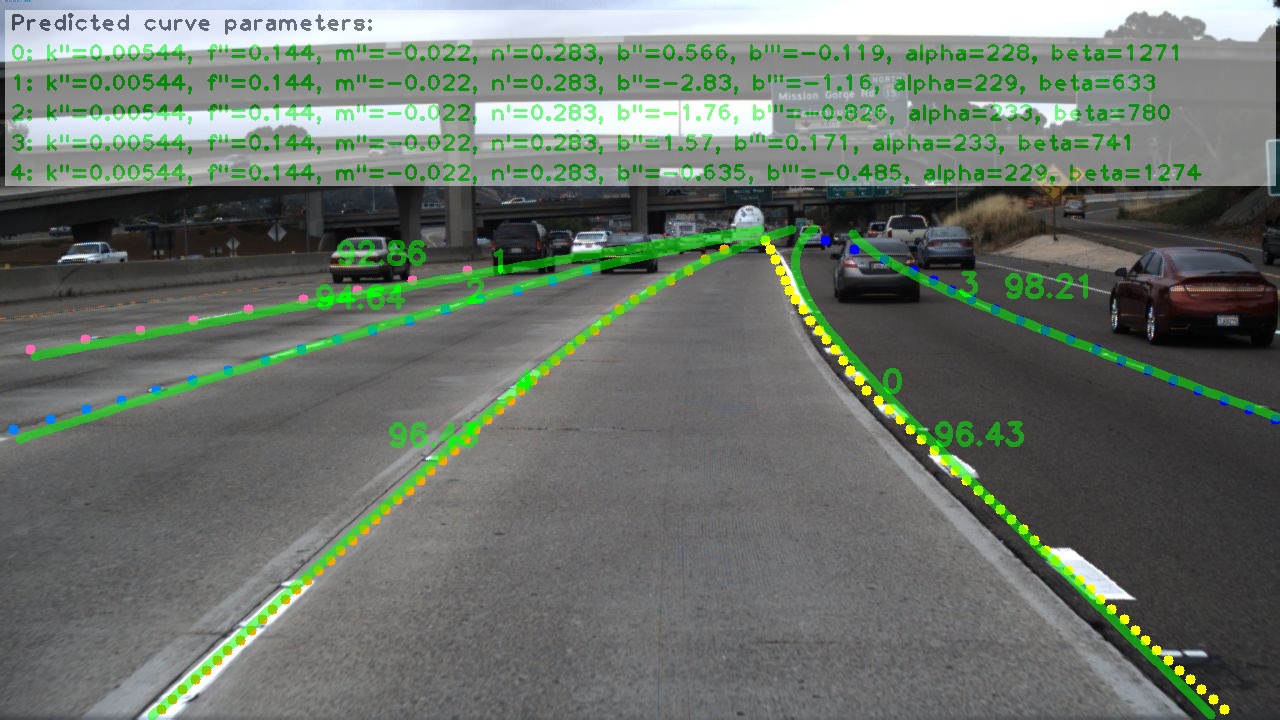 Predicted curve parameters:
0: k''=0.00544, f''=0.144, m''=−0.022, n'=0.283, b''=0.566, b'''=−0.119, alpha=228, beta=1271
1: k''=0.00544, f''=0.144, m''=−0.022, n'=0.283, b''=−2.83, b'''=−1.16, alpha=229, beta=633
NORTH
Mission Gorge Rd 15
2: k''=0.00544, f''=0.144, m''=−0.022, n'=0.283, b''=−1.76, b'''=−0.826, alpha=233, beta=780
3: k''=0.00544, f''=0.144, m''=−0.022, n'=0.283, b''=1.57, b'''=0.171, alpha=233, beta=741
4: k''=0.00544, f''=0.144, m''=−0.022, n'=0.283, b''=−0.635, b'''=−0.485, alpha=229, beta=1274
92.86
1
94.64
2
3 98.21
0
96.43